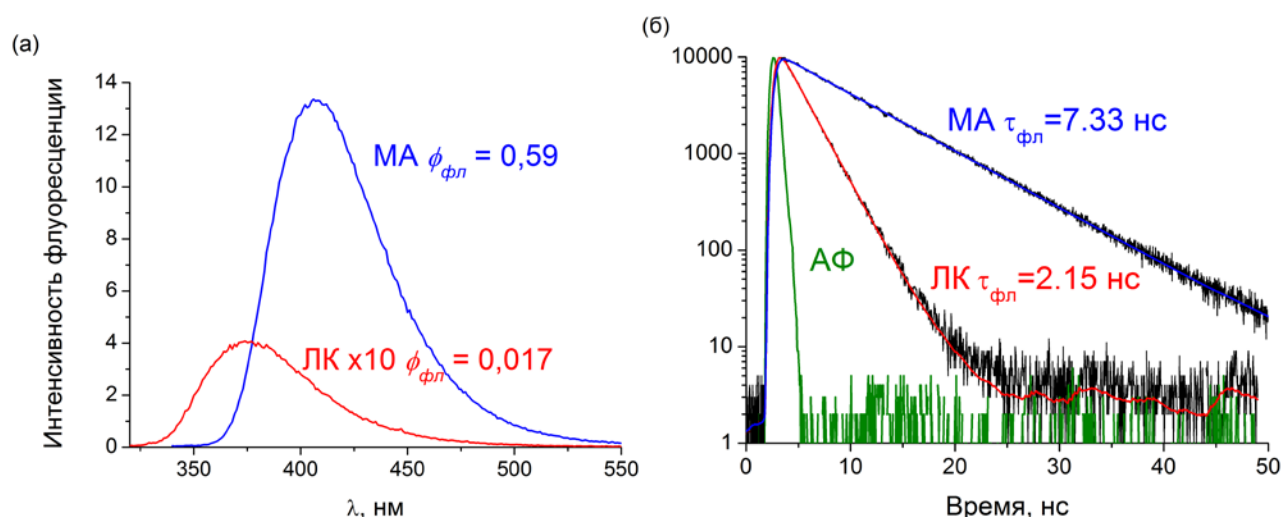 (а)
Интенсивность флуоресценции
14
12
10
8
6
4
2
0
МА ϕфл = 0,59
ЛК x10 ϕфл = 0,017
350 400 450 500 550
λ, нм
(б)
10000
1000
100
10
1
МА τфл=7.33 нс
АФ
ЛК τфл=2.15 нс
0 10 20 30 40 50
Время, нс